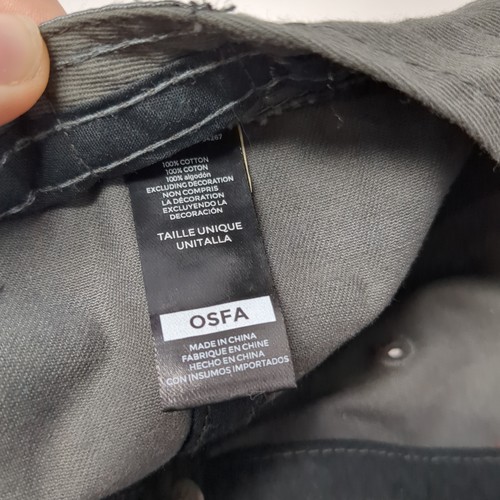 100% COTTON
100% COTON
100% algodón
EXCLUDING DECORATION
NON COMPRIS
LA DÉCORATION
EXCLUYENDO LA
DECORACIÓN
TAILLE UNIQUE
UNITALLA
OSFA
MADE IN CHINA
FABRIQUE EN CHINE
HECHO EN CHINA
CON INSUMOS IMPORTADOS